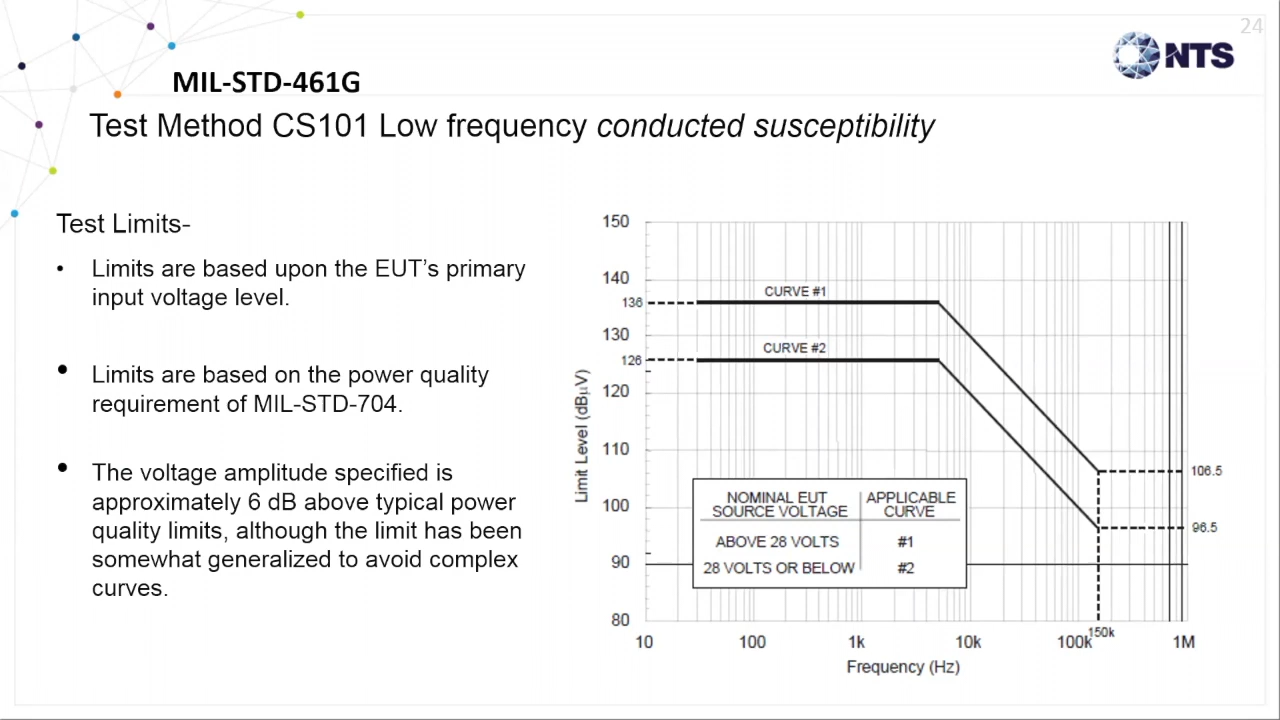 24
NTS
MIL-STD-461G
Test Method CS101 Low frequency conducted susceptibility
Test Limits-
• Limits are based upon the EUT’s primary
input voltage level.
• Limits are based on the power quality
requirement of MIL-STD-704.
• The voltage amplitude specified is
approximately 6 dB above typical power
quality limits, although the limit has been
somewhat generalized to avoid complex
curves.
150
140
136
130
126
120
110
100
90
80
Limit Level (dBμV)
CURVE #1
CURVE #2
106.5
96.5
NOMINAL EUT APPLICABLE
SOURCE VOLTAGE CURVE
ABOVE 28 VOLTS #1
28 VOLTS OR BELOW #2
10 100 1k 10k 100k 150k 1M
Frequency (Hz)